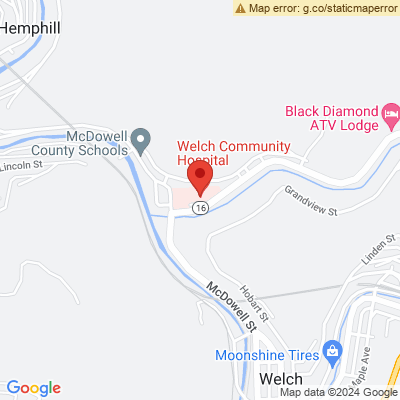 Map error: g.co/staticmaperror
Hemphill
Black Diamond
ATV Lodge
McDowell
County Schools
Welch Community
Hospital
Lincoln St
Grandview St
16
Linden St
McDowell St
Hobart St
Moonshine Tires
Maple Ave
Welch
Google
Map data ©2024 Google